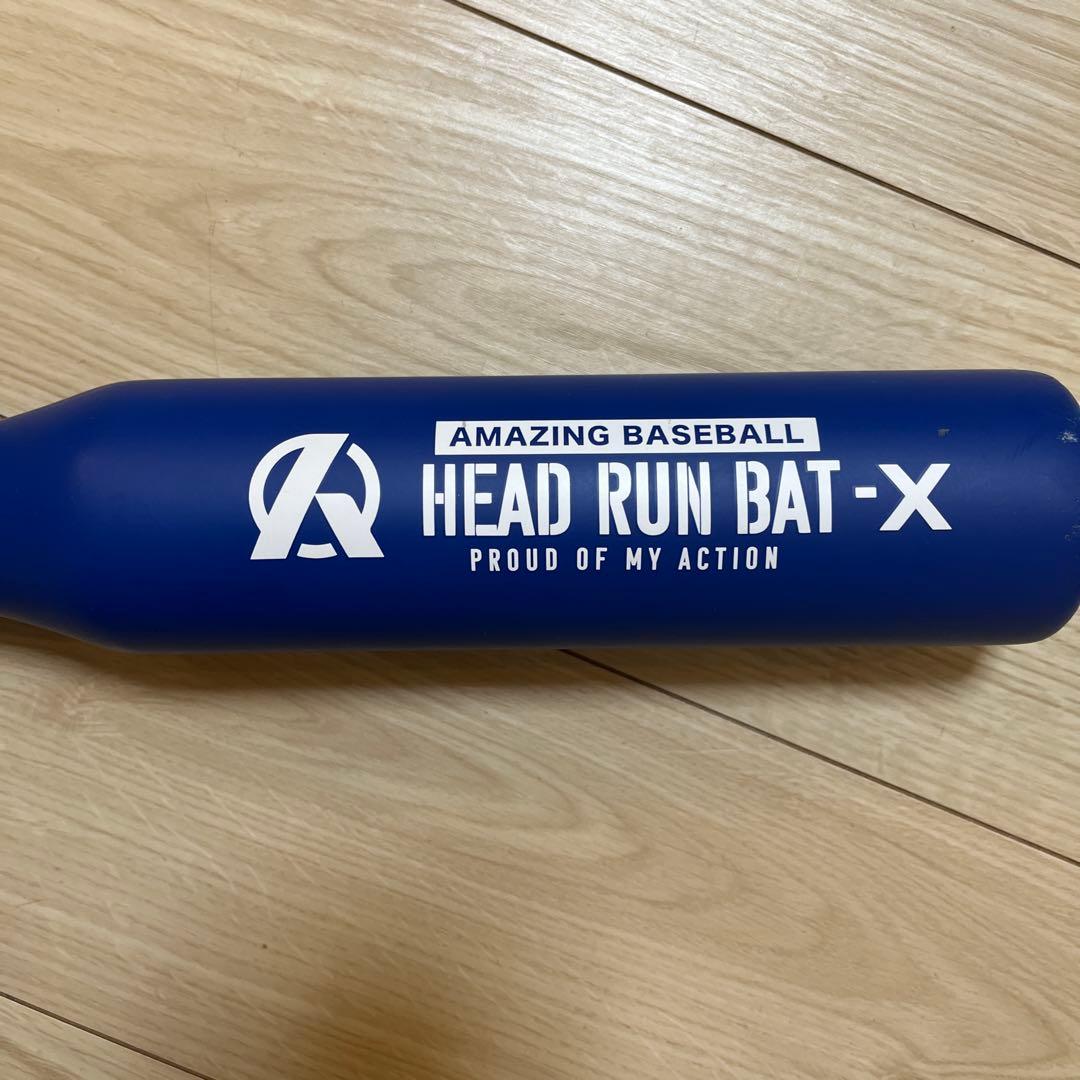 AMAZING BASEBALL
HEAD RUN BAT -X
PROUD OF MY ACTION